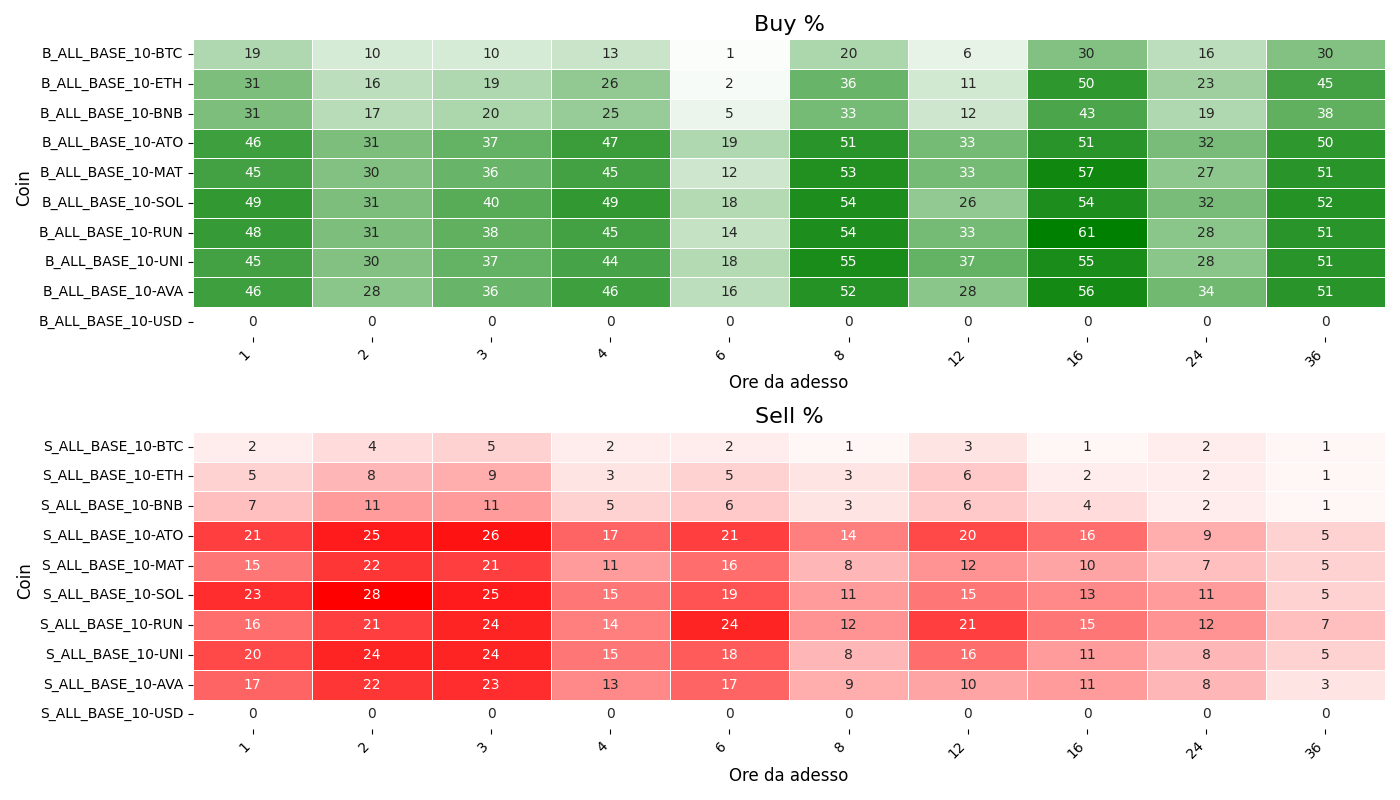 Buy %
Coin
B_ALL_BASE_10-BTC 19 10 10 13 1 20 6 30 16 30
B_ALL_BASE_10-ETH 31 16 19 26 2 36 11 50 23 45
B_ALL_BASE_10-BNB 31 17 20 25 5 33 12 43 19 38
B_ALL_BASE_10-ATO 46 31 37 47 19 51 33 51 32 50
B_ALL_BASE_10-MAT 45 30 36 45 12 53 33 57 27 51
B_ALL_BASE_10-SOL 49 31 40 49 18 54 26 54 32 52
B_ALL_BASE_10-RUN 48 31 38 45 14 54 33 61 28 51
B_ALL_BASE_10-UNI 45 30 37 44 18 55 37 55 28 51
B_ALL_BASE_10-AVA 46 28 36 46 16 52 28 56 34 51
B_ALL_BASE_10-USD 0 0 0 0 0 0 0 0 0 0
1 2 3 4 6 8 12 16 24 36
Ore da adesso
Sell %
Coin
S_ALL_BASE_10-BTC 2 4 5 2 2 1 3 1 2 1
S_ALL_BASE_10-ETH 5 8 9 3 5 3 6 2 2 1
S_ALL_BASE_10-BNB 7 11 11 5 6 3 6 4 2 1
S_ALL_BASE_10-ATO 21 25 26 17 21 14 20 16 9 5
S_ALL_BASE_10-MAT 15 22 21 11 16 8 12 10 7 5
S_ALL_BASE_10-SOL 23 28 25 15 19 11 15 13 11 5
S_ALL_BASE_10-RUN 16 21 24 14 24 12 21 15 12 7
S_ALL_BASE_10-UNI 20 24 24 15 18 8 16 11 8 5
S_ALL_BASE_10-AVA 17 22 23 13 17 9 10 11 8 3
S_ALL_BASE_10-USD 0 0 0 0 0 0 0 0 0 0
1 2 3 4 6 8 12 16 24 36
Ore da adesso